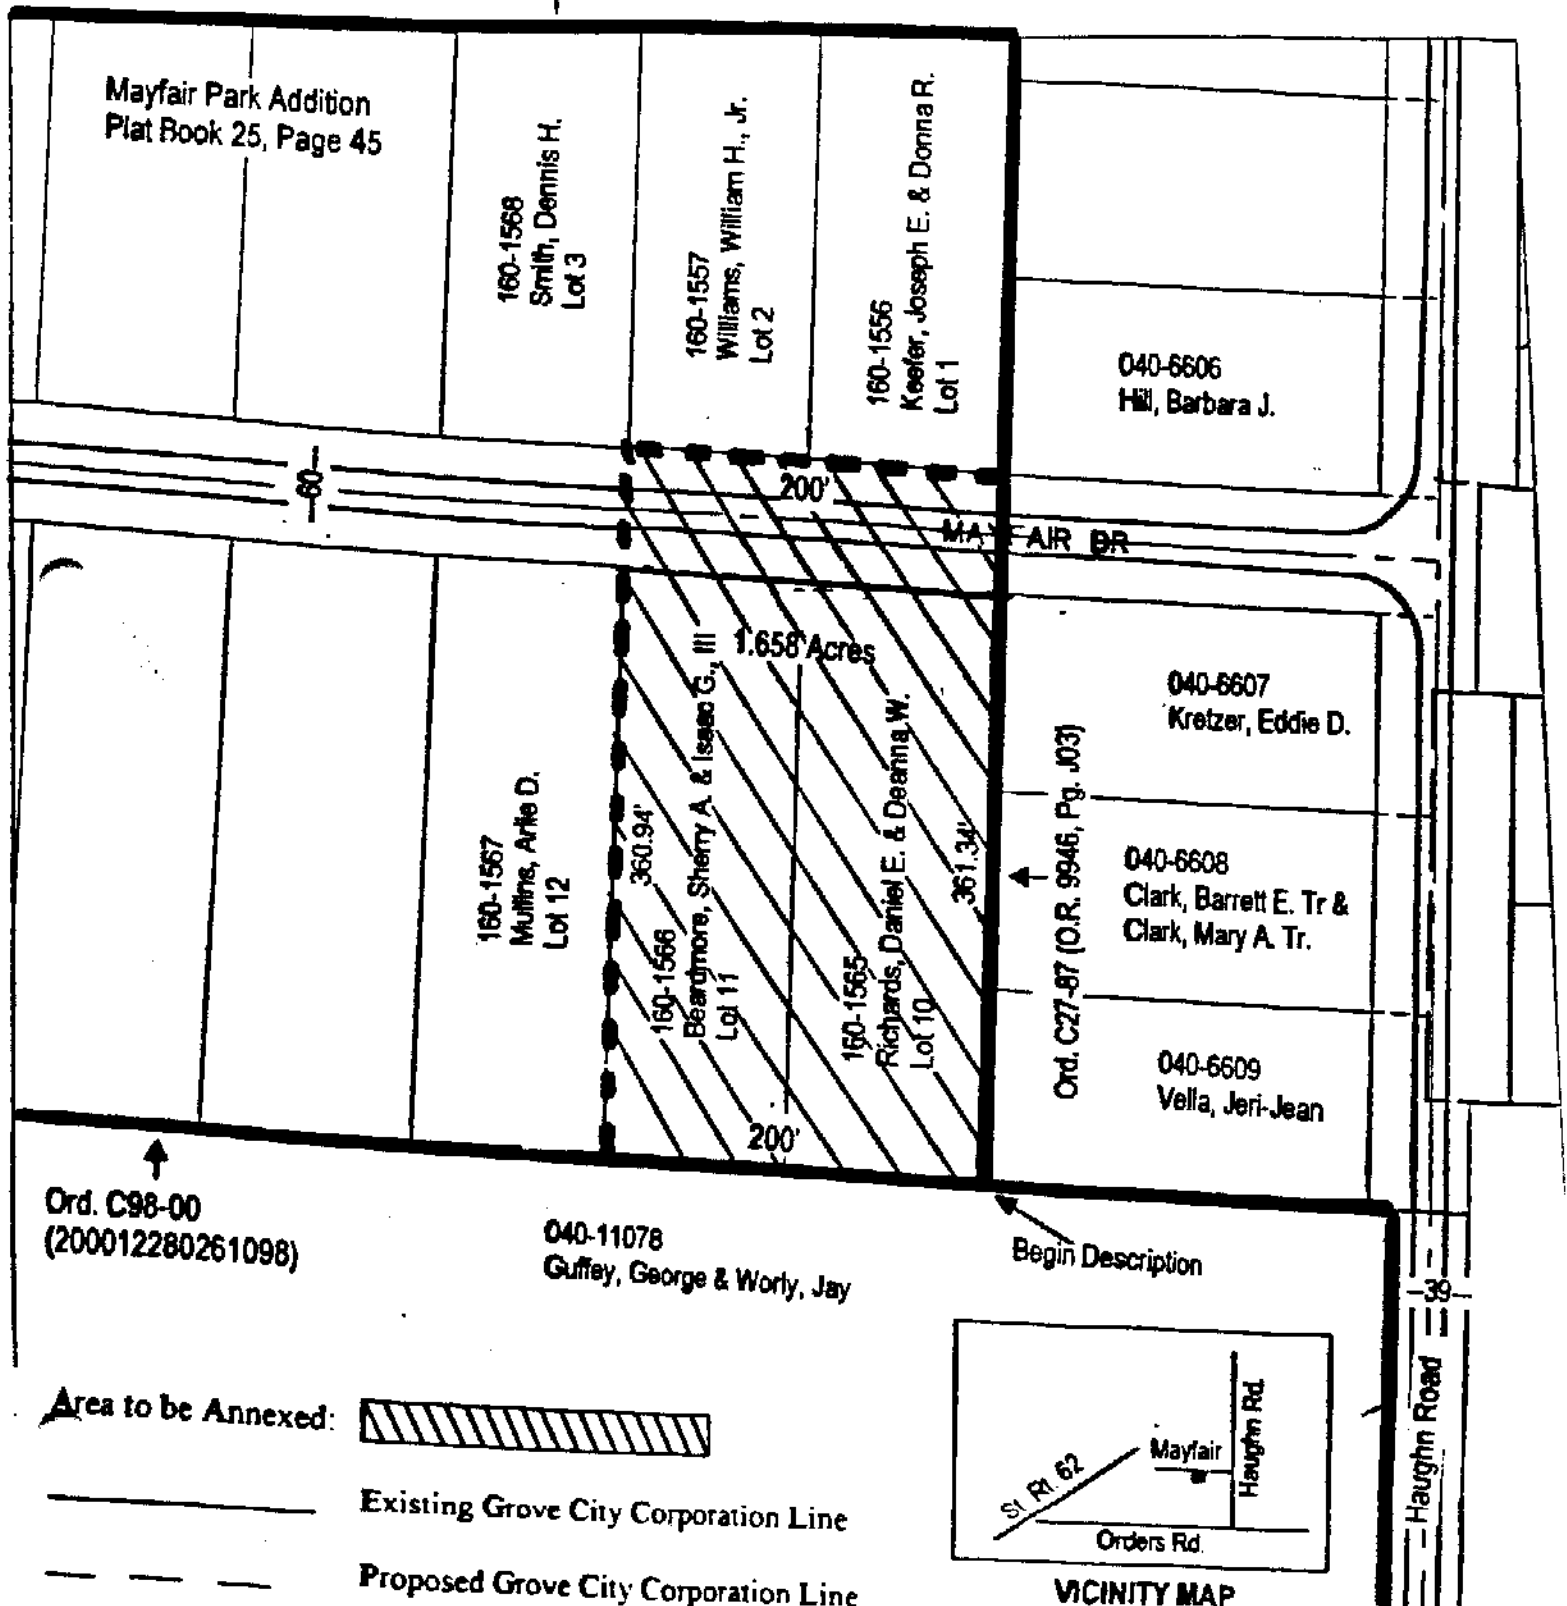 Mayfair Park Addition
Plat Book 25, Page 45
160-1568
Smith, Dennis H.
Lot 3
160-1557
Williams, William H., Jr.
Lot 2
160-1556
Keefer, Joseph E. & Donna R.
Lot 1
040-6606
Hill, Barbara J.
60
200'
MAYFAIR DR
1.658 Acres
040-6607
Kretzer, Eddie D.
160-1567
Mullins, Arlie D.
Lot 12
360.94'
160-1566
Beardmore, Sherry A. & Isaac G., III
Lot 11
160-1565
Richards, Daniel E. & Deanna W.
Lot 10
361.34'
Ord. C27-87 (O.R. 9946, Pg. J03)
040-6608
Clark, Barrett E. Tr &
Clark, Mary A. Tr.
040-6609
Vella, Jeri-Jean
200'
Ord. C98-00
(200012280261098)
040-11078
Guffey, George & Worly, Jay
Begin Description
39
Haughn Road
Area to be Annexed:
Existing Grove City Corporation Line
Proposed Grove City Corporation Line
St. Rt. 62
Mayfair
Haughn Rd.
Orders Rd.
VICINITY MAP